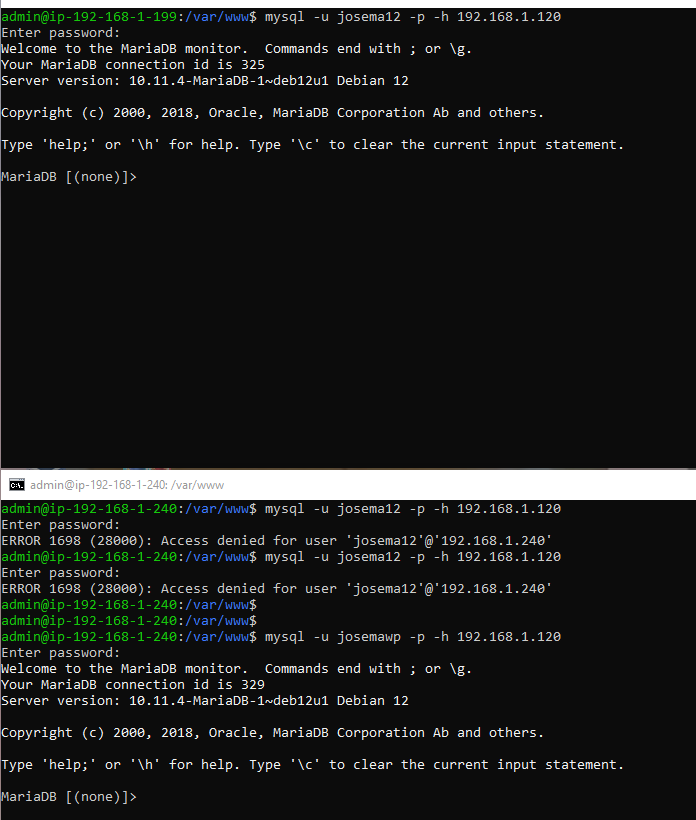 admin@ip-192-168-1-199:/var/www$ mysql -u josema12 -p -h 192.168.1.120
Enter password:
Welcome to the MariaDB monitor.  Commands end with ; or \g.
Your MariaDB connection id is 325
Server version: 10.11.4-MariaDB-1~deb12u1 Debian 12
Copyright (c) 2000, 2018, Oracle, MariaDB Corporation Ab and others.
Type 'help;' or '\h' for help. Type '\c' to clear the current input statement.
MariaDB [(none)]>
C:\.
admin@ip-192-168-1-240: /var/www
admin@ip-192-168-1-240:/var/www$ mysql -u josema12 -p -h 192.168.1.120
Enter password:
ERROR 1698 (28000): Access denied for user 'josema12'@'192.168.1.240'
admin@ip-192-168-1-240:/var/www$ mysql -u josema12 -p -h 192.168.1.120
Enter password:
ERROR 1698 (28000): Access denied for user 'josema12'@'192.168.1.240'
admin@ip-192-168-1-240:/var/www$
admin@ip-192-168-1-240:/var/www$
admin@ip-192-168-1-240:/var/www$ mysql -u josemawp -p -h 192.168.1.120
Enter password:
Welcome to the MariaDB monitor.  Commands end with ; or \g.
Your MariaDB connection id is 329
Server version: 10.11.4-MariaDB-1~deb12u1 Debian 12
Copyright (c) 2000, 2018, Oracle, MariaDB Corporation Ab and others.
Type 'help;' or '\h' for help. Type '\c' to clear the current input statement.
MariaDB [(none)]>